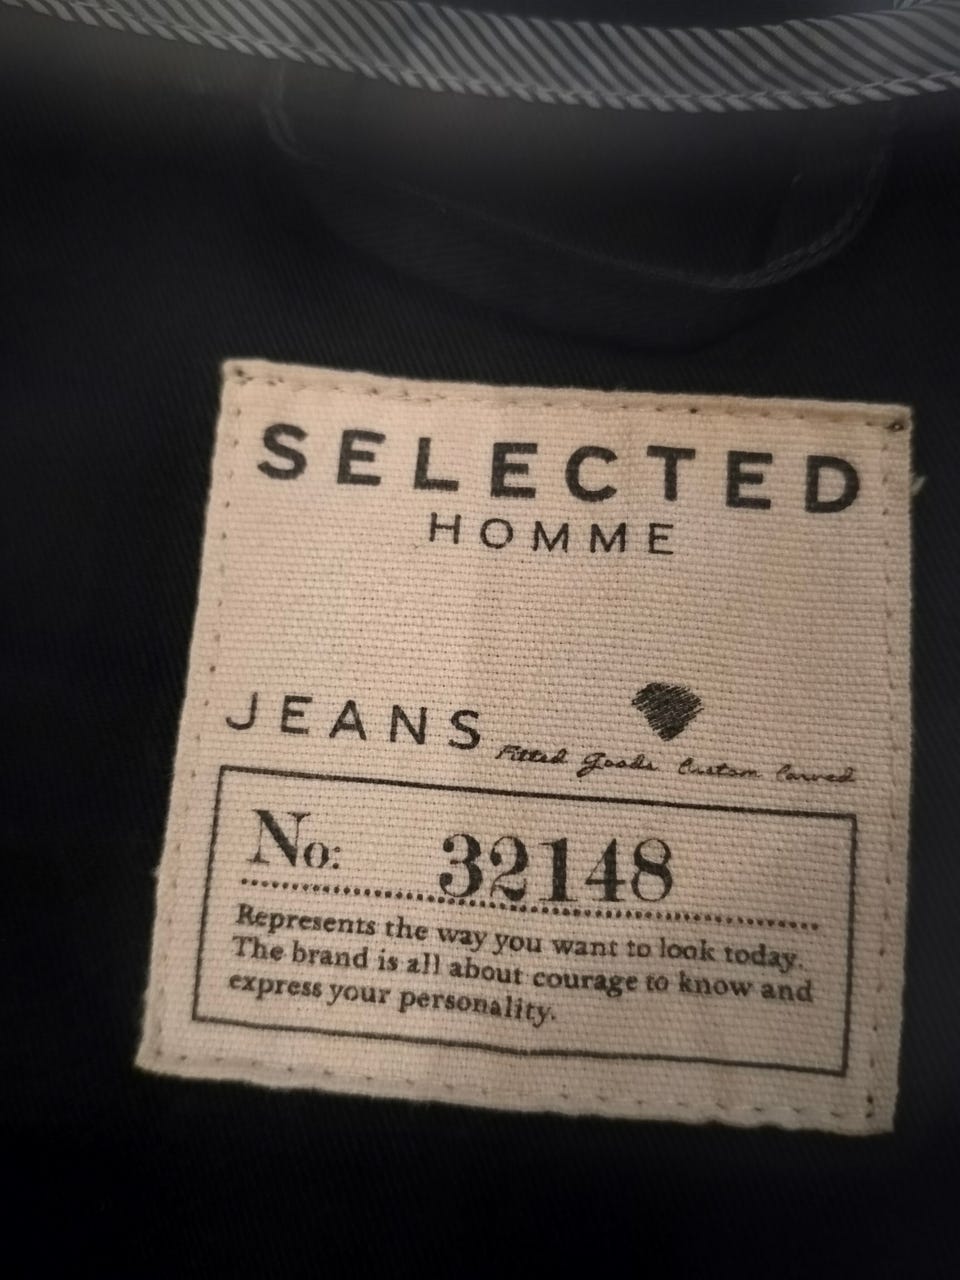 SELECTED
HOMME
JEANS
Fitted Goods Custom Carved
No: 32148
Represents the way you want to look today.
The brand is all about courage to know and
express your personality.